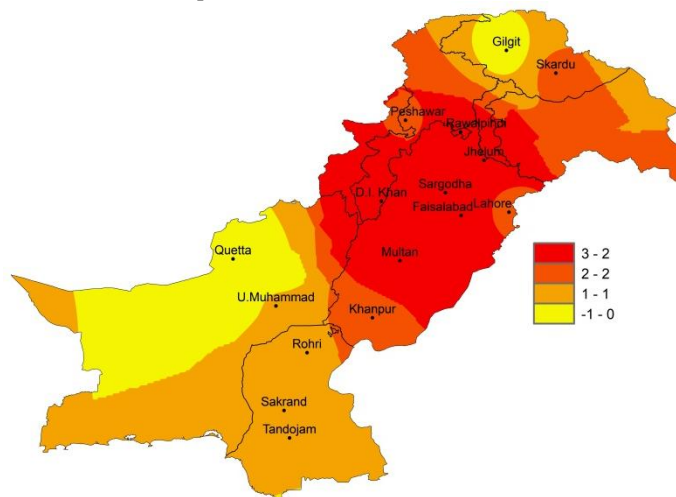 Gilgit
Skardu
Peshawar
Rawalpindi
Jhelum
D.I. Khan
Sargodha
Faisalabad
Lahore
Multan
Quetta
U.Muhammad
Khanpur
Rohri
Sakrand
Tandojam
3 - 2
2 - 2
1 - 1
-1 - 0